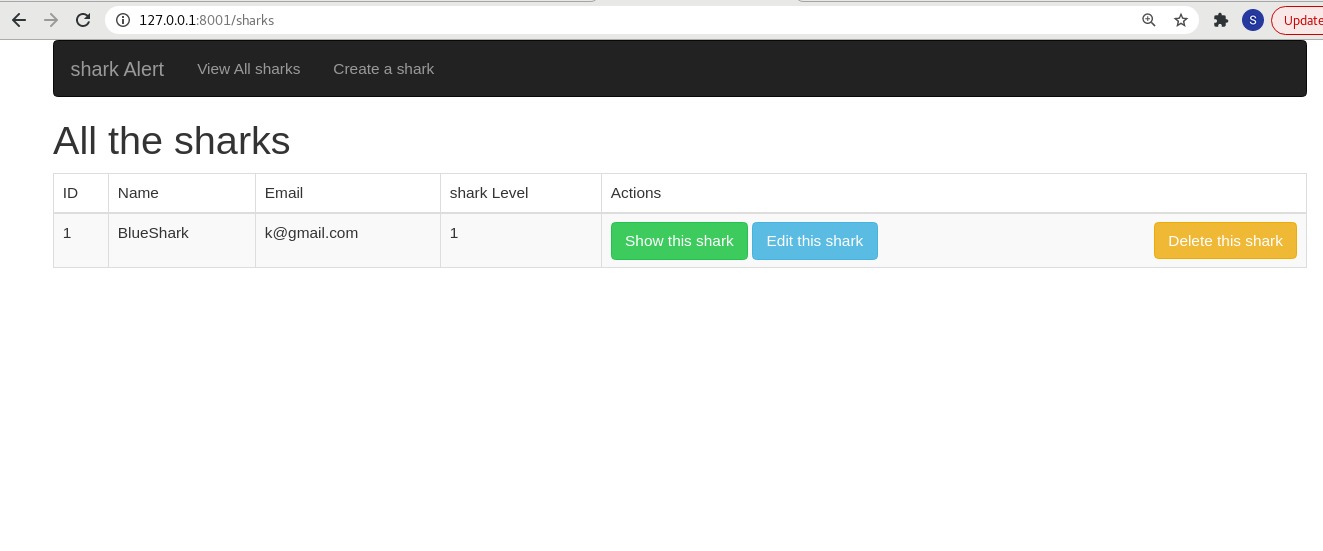 127.0.0.1:8001/sharks S Update
shark Alert View All sharks Create a shark
All the sharks
ID Name Email shark Level Actions
1 BlueShark k@gmail.com 1 Show this shark Edit this shark Delete this shark